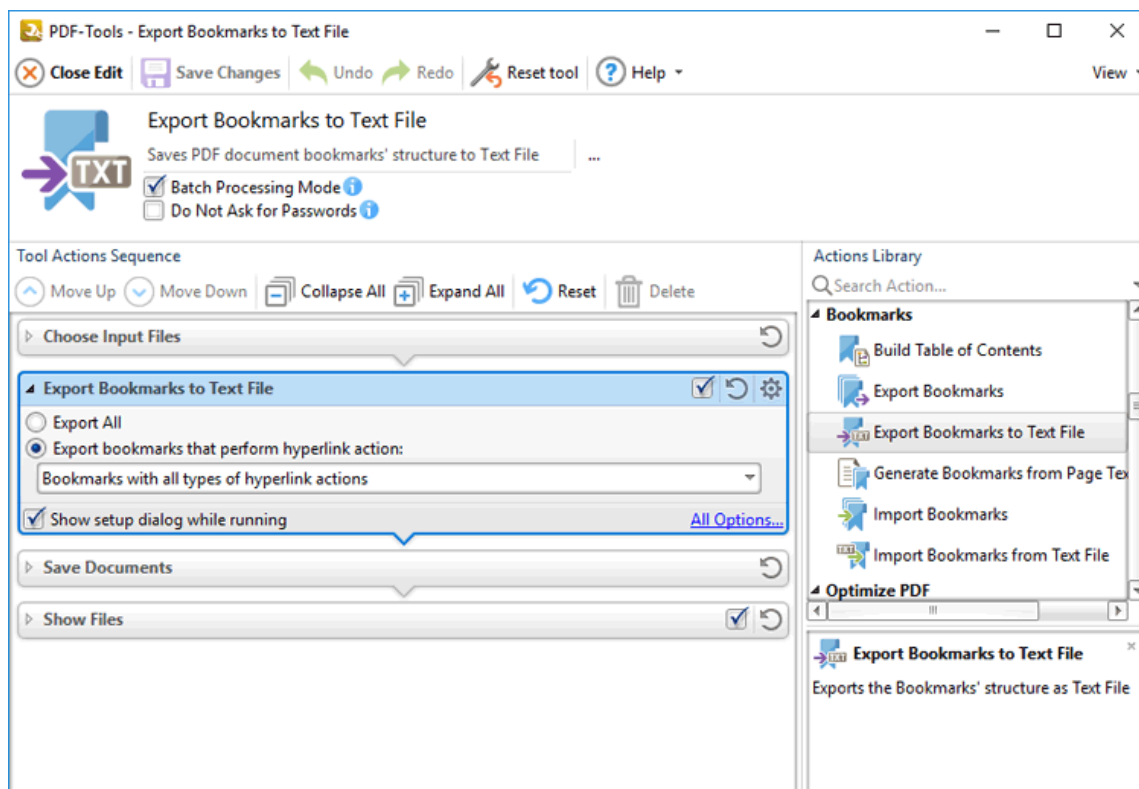 PDF-Tools - Export Bookmarks to Text File
Close Edit Save Changes Undo Redo Reset tool ? Help View
Export Bookmarks to Text File
Saves PDF document bookmarks' structure to Text File ...
TXT
Batch Processing Mode i
Do Not Ask for Passwords i
Tool Actions Sequence
Move Up Move Down Collapse All Expand All Reset Delete
Choose Input Files
Export Bookmarks to Text File
Export All
Export bookmarks that perform hyperlink action:
Bookmarks with all types of hyperlink actions
Show setup dialog while running All Options...
Save Documents
Show Files
Actions Library
Search Action...
Bookmarks
Build Table of Contents
Export Bookmarks
TXT Export Bookmarks to Text File
Generate Bookmarks from Page Tex
Import Bookmarks
TXT Import Bookmarks from Text File
Optimize PDF
TXT Export Bookmarks to Text File
Exports the Bookmarks' structure as Text File